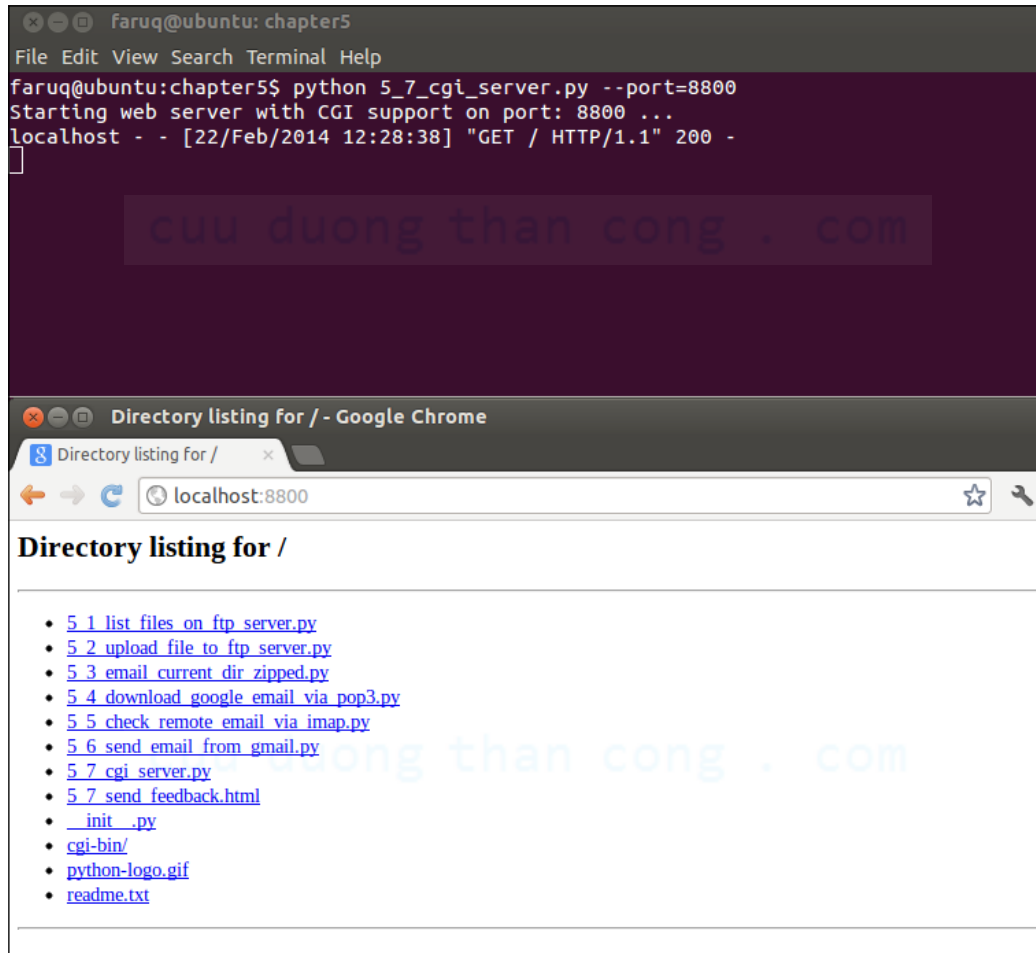 faruq@ubuntu: chapter5
File Edit View Search Terminal Help
faruq@ubuntu:chapter5$ python 5_7_cgi_server.py --port=8800
Starting web server with CGI support on port: 8800 ...
localhost - - [22/Feb/2014 12:28:38] "GET / HTTP/1.1" 200 -
cuu duong than cong . com
Directory listing for / - Google Chrome
Directory listing for /
localhost:8800
Directory listing for /
5_1_list_files_on_ftp_server.py
5_2_upload_file_to_ftp_server.py
5_3_email_current_dir_zipped.py
5_4_download_google_email_via_pop3.py
5_5_check_remote_email_via_imap.py
5_6_send_email_from_gmail.py
cuu duong than cong . com
5_7_cgi_server.py
5_7_send_feedback.html
__init__.py
cgi-bin/
python-logo.gif
readme.txt